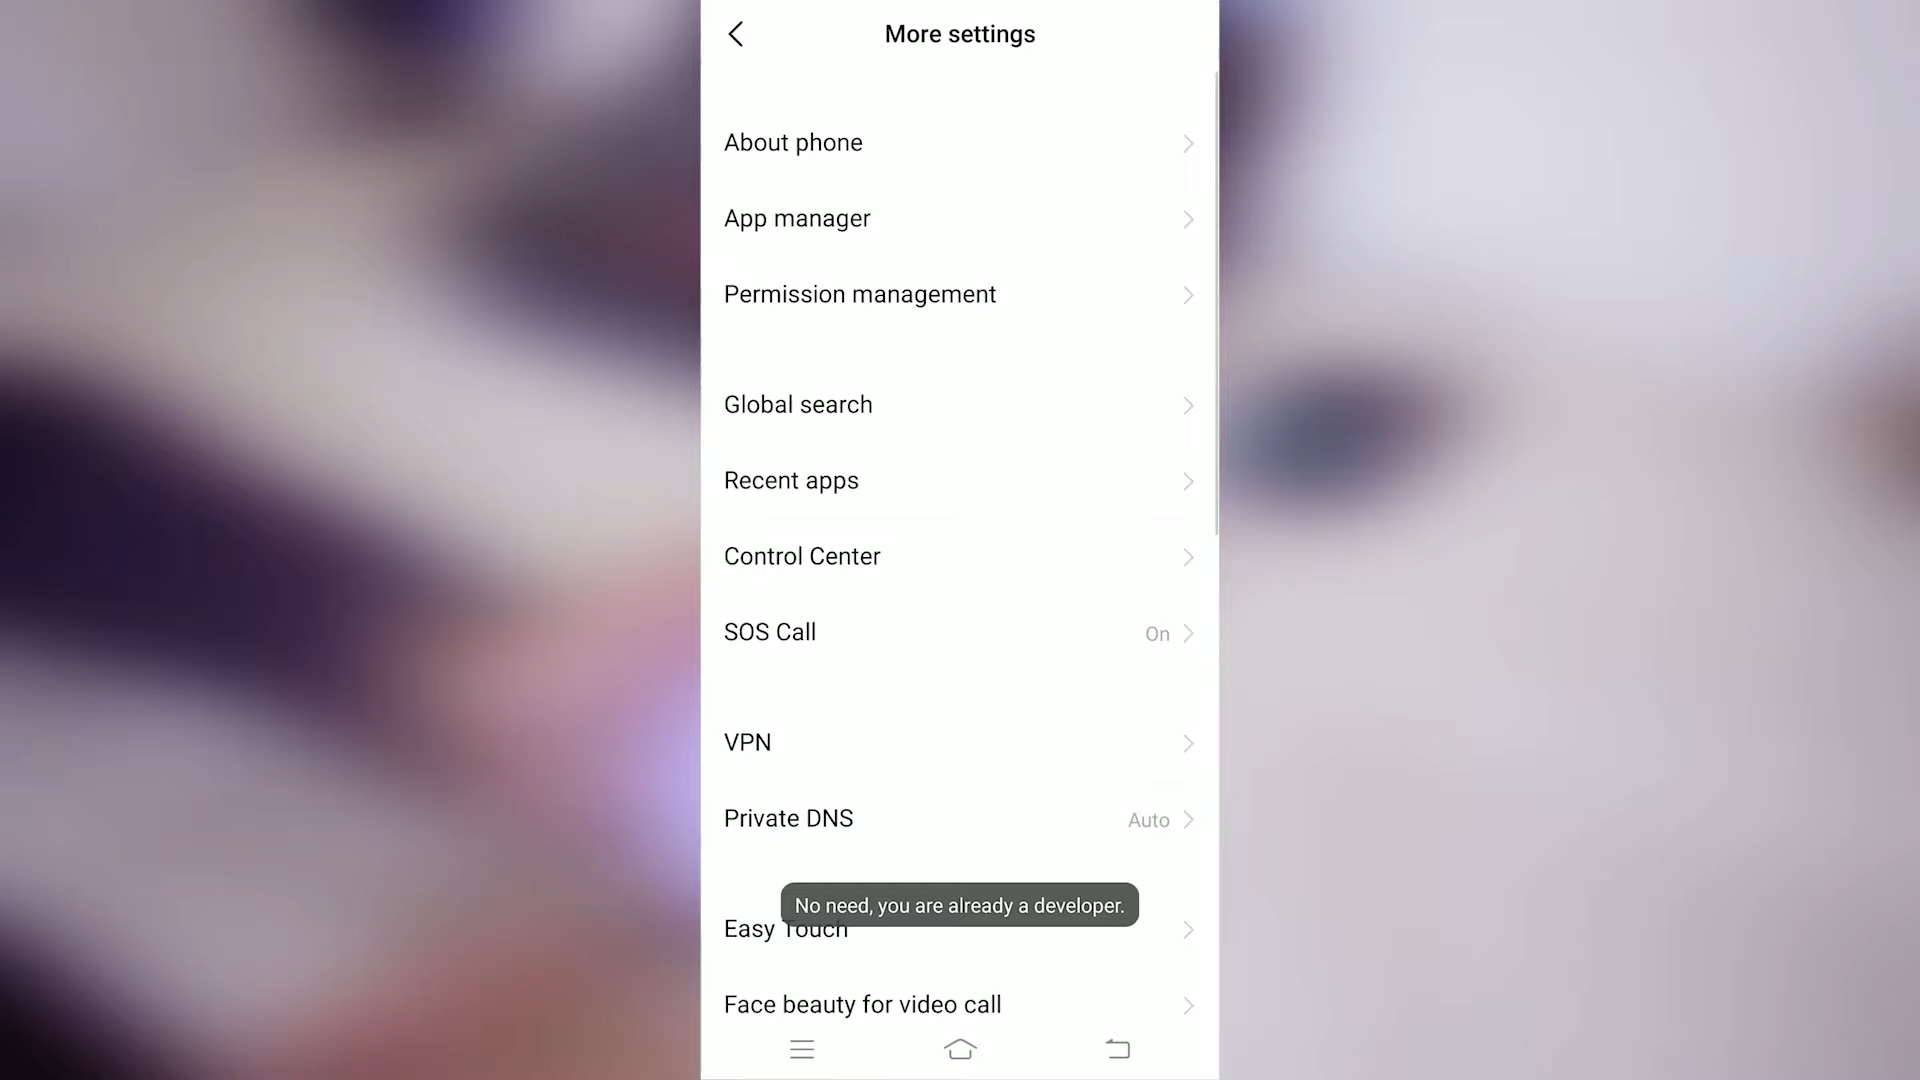 More settings
About phone
App manager
Permission management
Global search
Recent apps
Control Center
SOS Call On
VPN
Private DNS Auto
No need, you are already a developer.
Easy Touch
Face beauty for video call